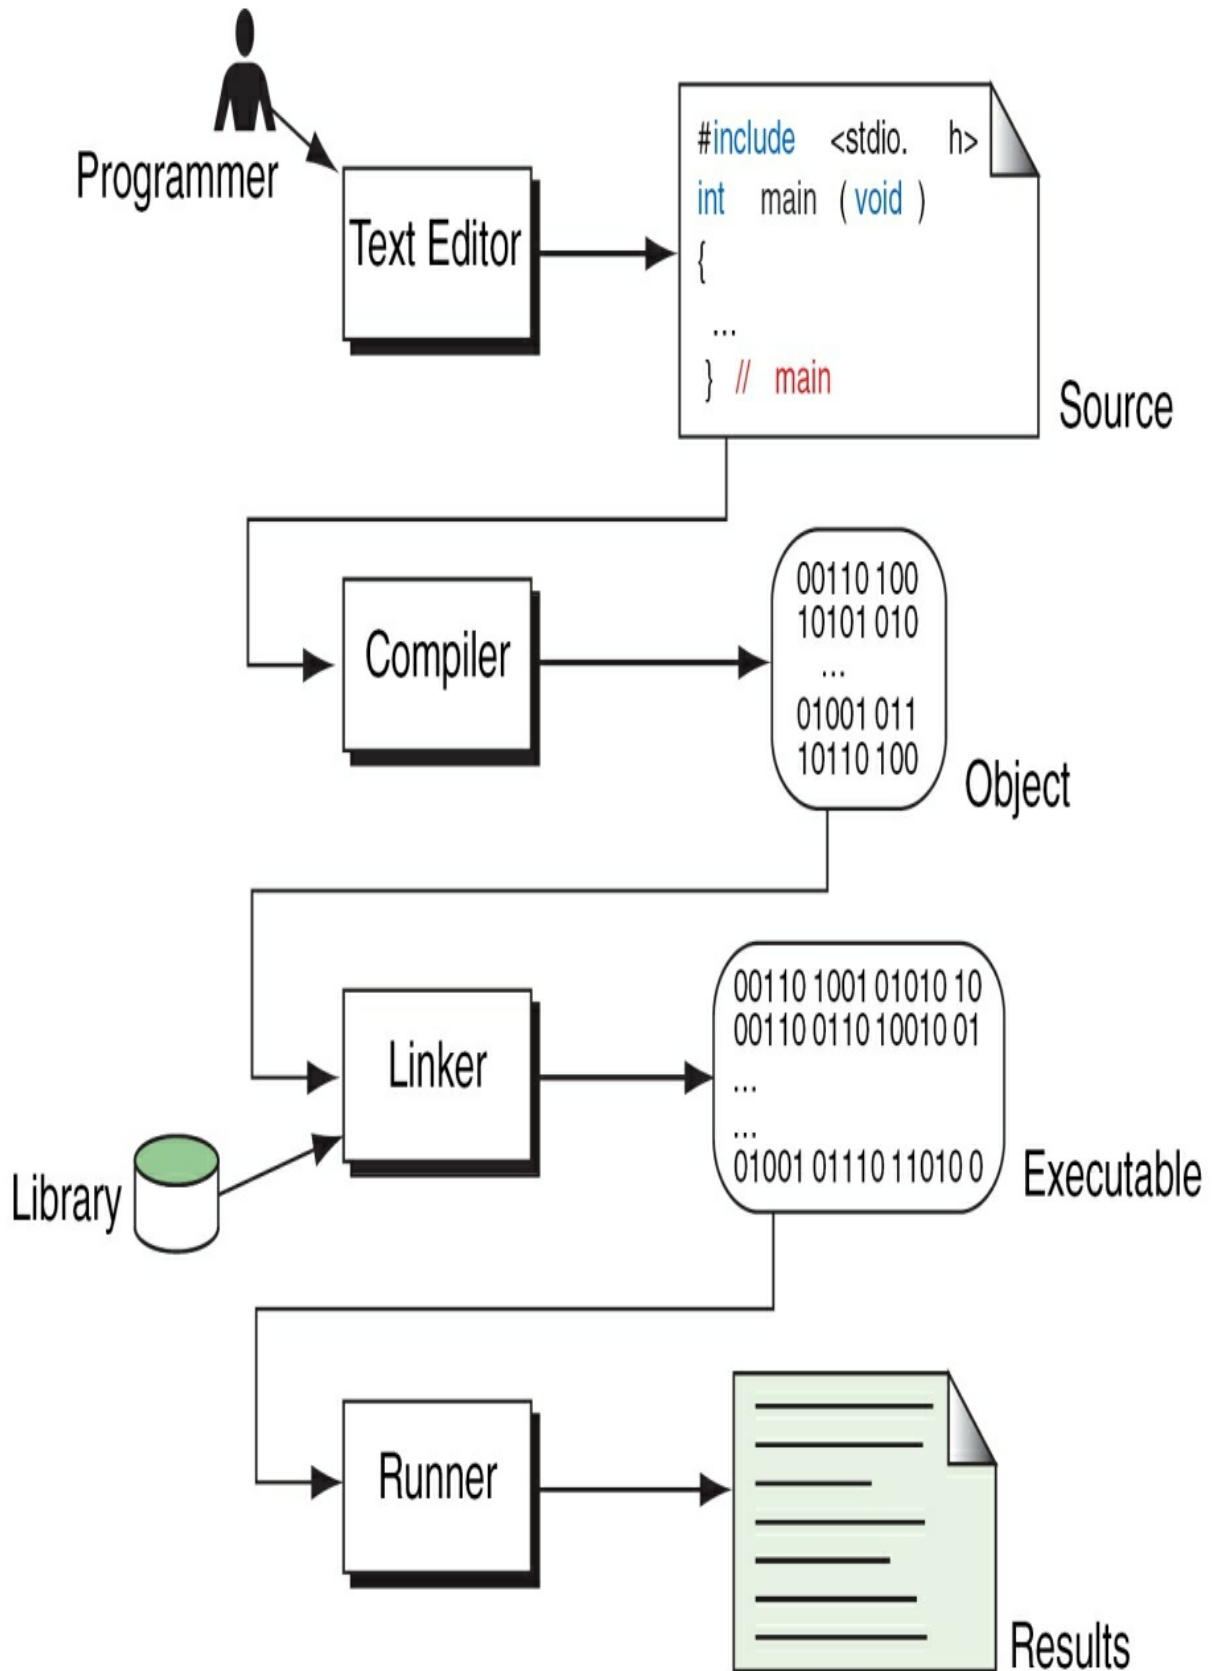 Programmer
Text Editor
#include <stdio. h>
int main ( void )
{
...
} // main
Source
Compiler
00110 100
10101 010
...
01001 011
10110 100
Object
Linker
00110 1001 01010 10
00110 0110 10010 01
...
...
01001 01110 11010 0
Executable
Library
Runner
Results